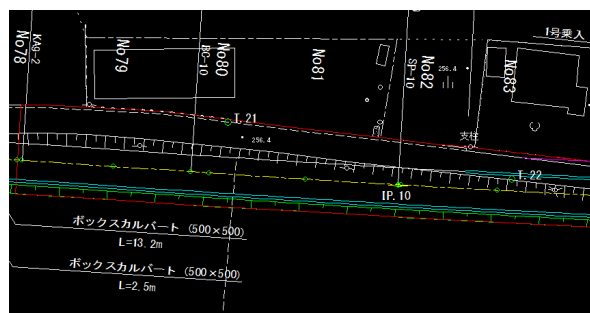 No78
KAG-2
No79
No80
BC-10
No81
No82
SP-10
256.4
No83
1号乗入
T.21
256.4
支柱
T.22
IP.10
ボックスカルバート (500×500)
L=13.2m
ボックスカルバート (500×500)
L=2.5m